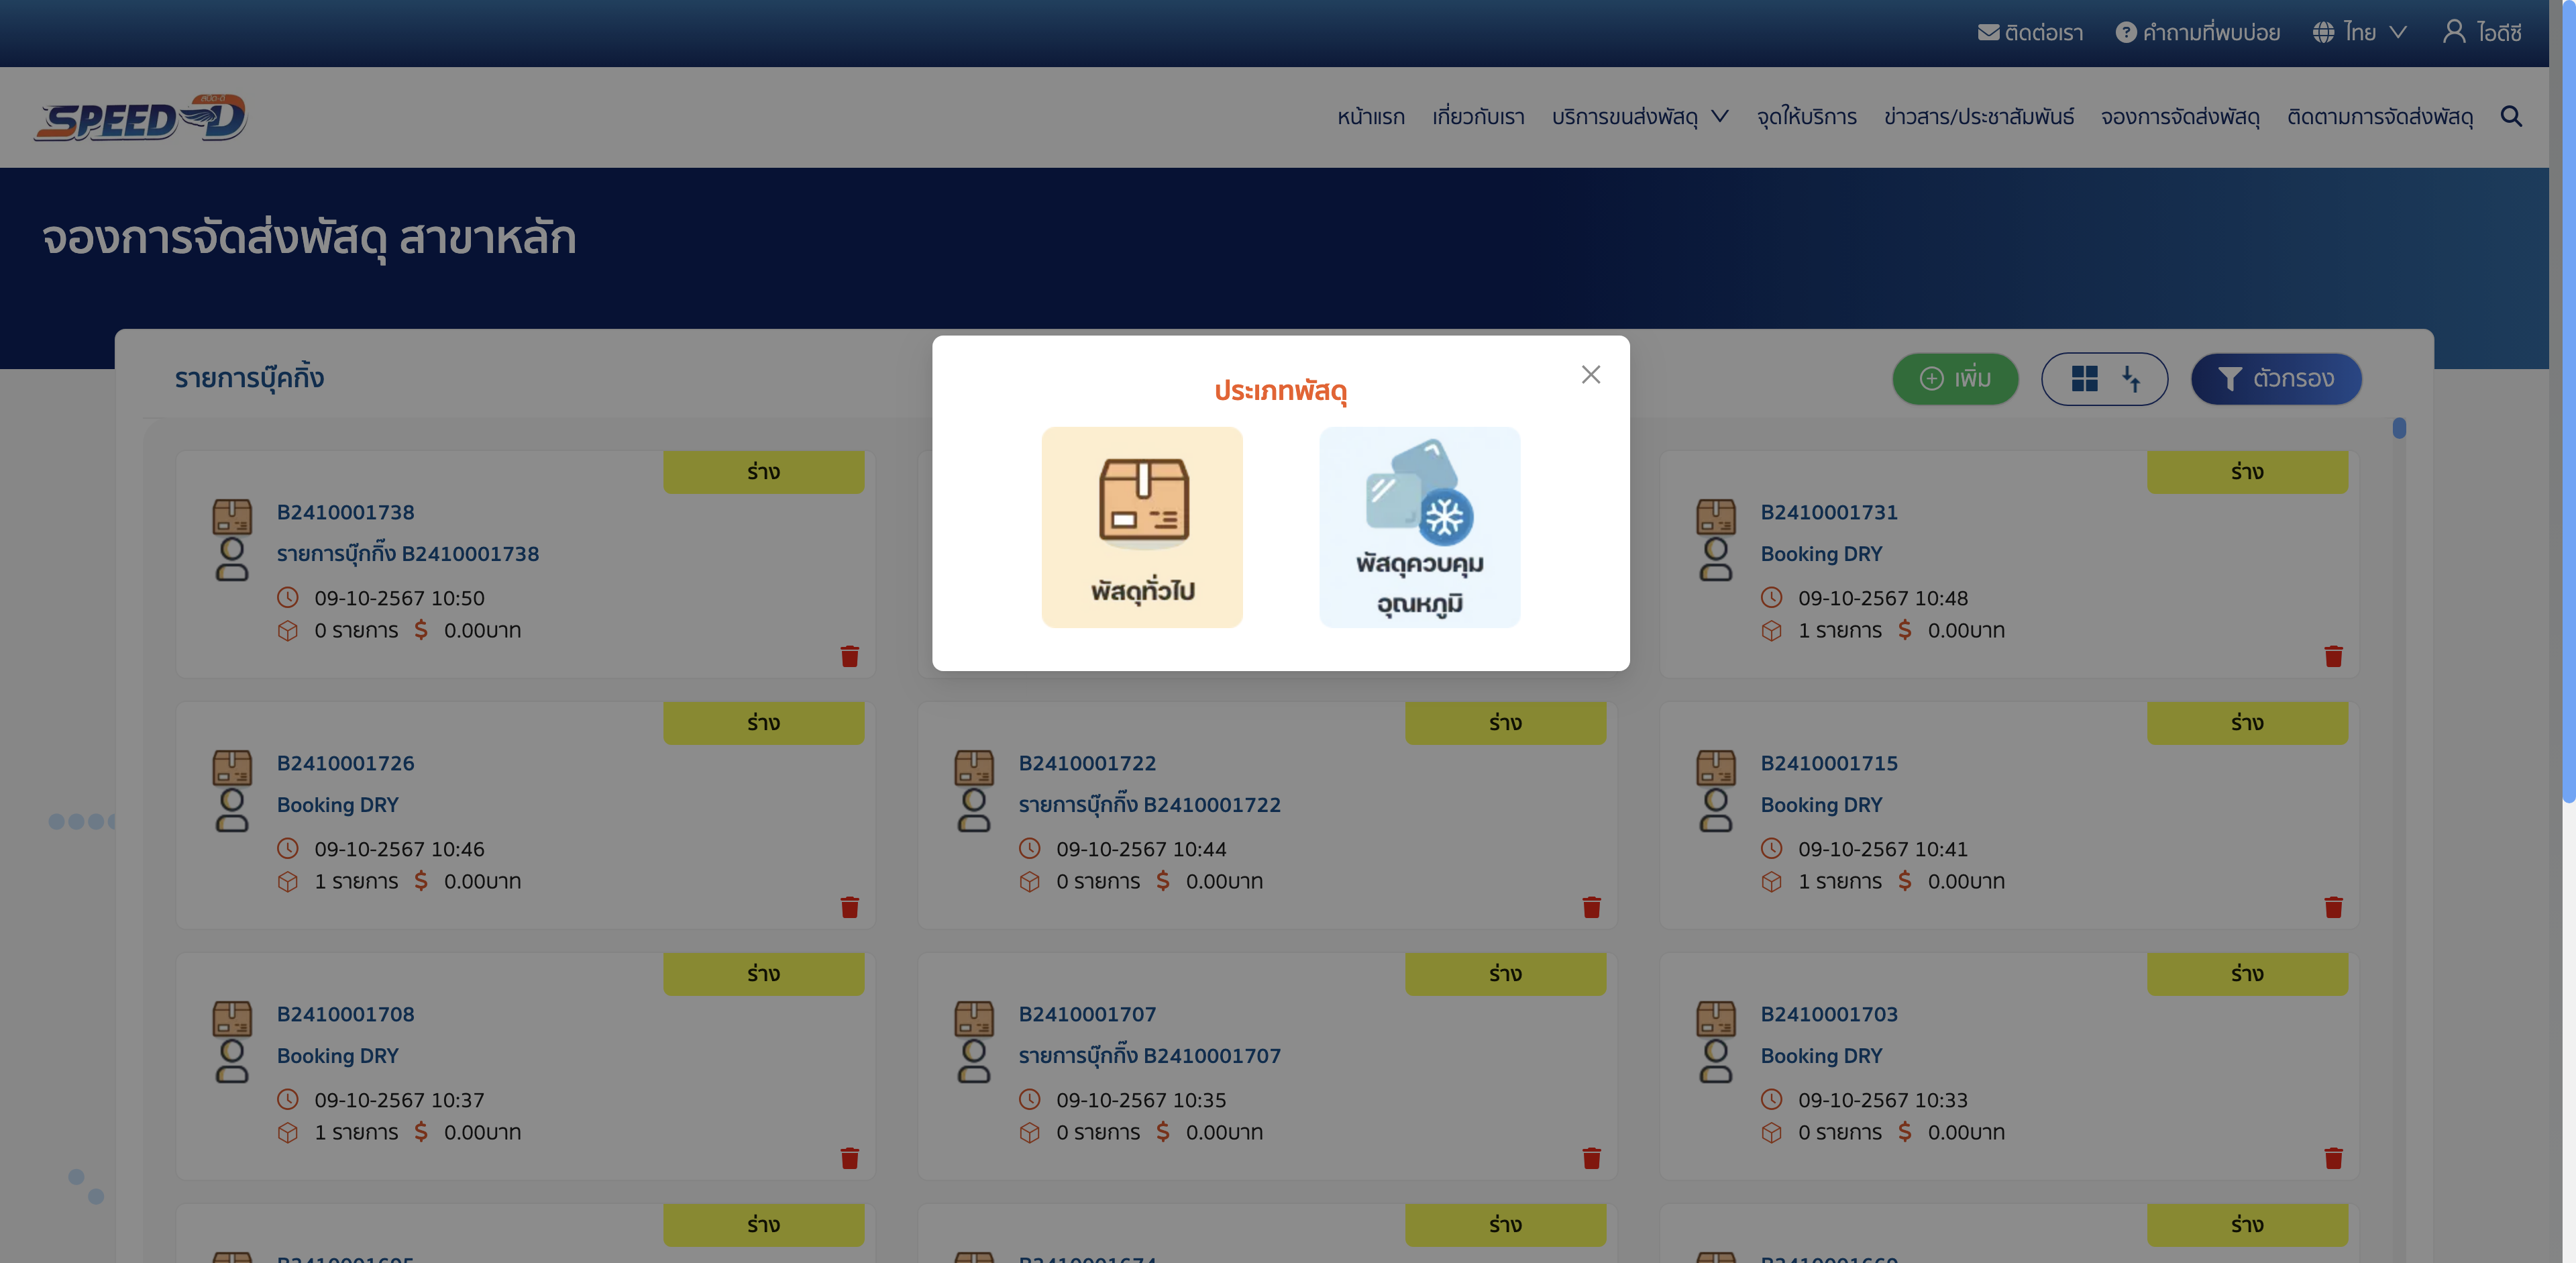 ติดต่อเรา คำถามที่พบบ่อย ไทย ไอดีซี
SPEED-D
หน้าแรก เกี่ยวกับเรา บริการขนส่งพัสดุ จุดให้บริการ ข่าวสาร/ประชาสัมพันธ์ จองการจัดส่งพัสดุ ติดตามการจัดส่งพัสดุ
จองการจัดส่งพัสดุ สาขาหลัก
รายการบุ๊คกิ้ง
เพิ่ม
ตัวกรอง
ประเภทพัสดุ
พัสดุทั่วไป
พัสดุควบคุม
อุณหภูมิ
ร่าง
B2410001738
รายการบุ๊กกิ๊ง B2410001738
09-10-2567 10:50
0 รายการ $ 0.00บาท
ร่าง
B2410001731
Booking DRY
09-10-2567 10:48
1 รายการ $ 0.00บาท
ร่าง
B2410001726
Booking DRY
09-10-2567 10:46
1 รายการ $ 0.00บาท
ร่าง
B2410001722
รายการบุ๊กกิ๊ง B2410001722
09-10-2567 10:44
0 รายการ $ 0.00บาท
ร่าง
B2410001715
Booking DRY
09-10-2567 10:41
1 รายการ $ 0.00บาท
ร่าง
B2410001708
Booking DRY
09-10-2567 10:37
1 รายการ $ 0.00บาท
ร่าง
B2410001707
รายการบุ๊กกิ๊ง B2410001707
09-10-2567 10:35
0 รายการ $ 0.00บาท
ร่าง
B2410001703
Booking DRY
09-10-2567 10:33
0 รายการ $ 0.00บาท
ร่าง
ร่าง
ร่าง